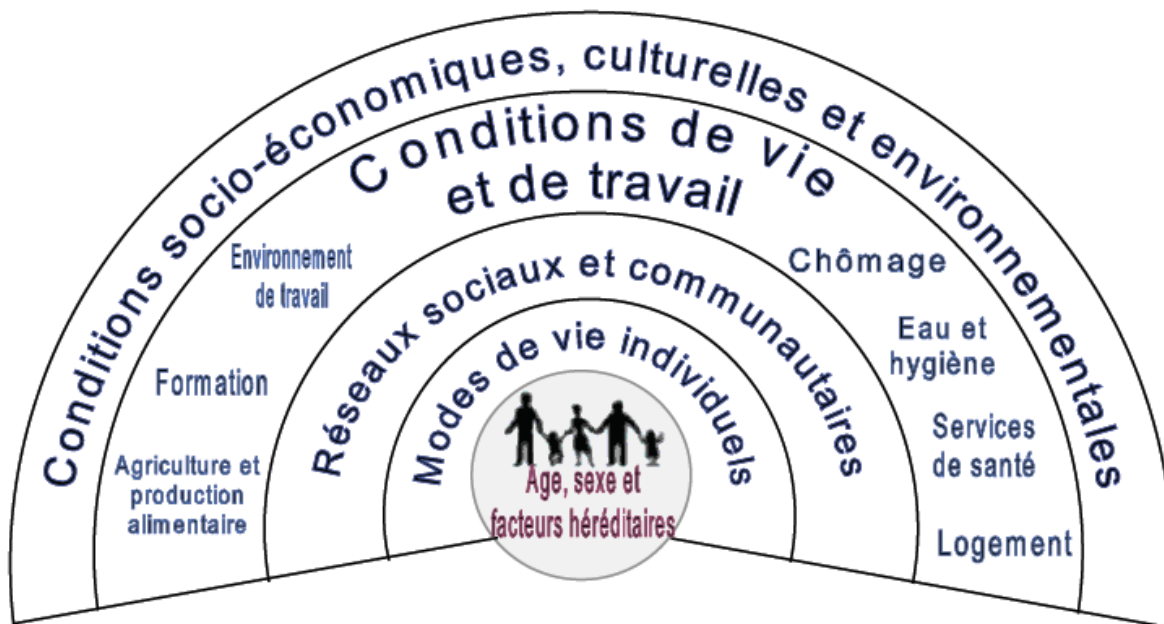 Conditions socio-économiques, culturelles et environnementales
Conditions de vie
et de travail
Environnement
de travail
Formation
Agriculture et
production
alimentaire
Chômage
Eau et
hygiène
Services
de santé
Logement
Réseaux sociaux et communautaires
Modes de vie individuels
Age, sexe et
facteurs héréditaires